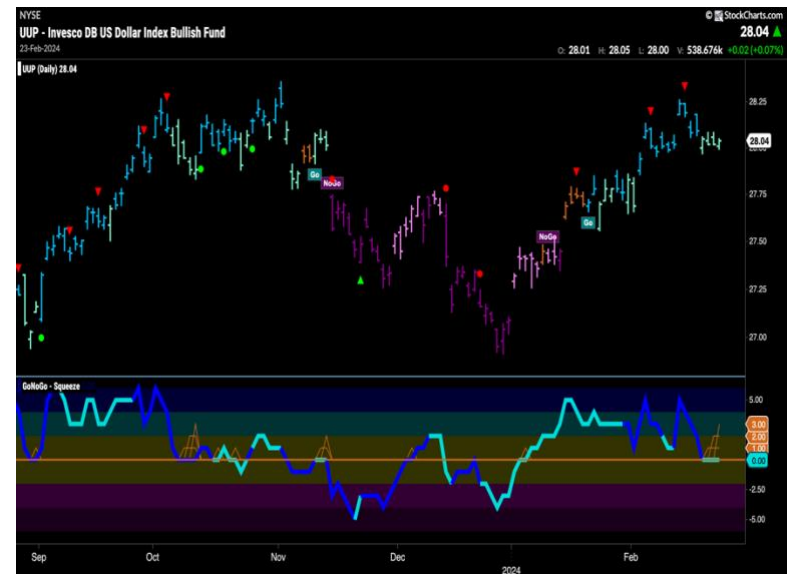 NYSE
© StockCharts.com
UUP - Invesco DB US Dollar Index Bullish Fund
28.04
23-Feb-2024
O: 28.01 H: 28.05 L: 28.00 V: 538.676k +0.02 (+0.07%)
UUP (Daily) 28.04
28.25
28.04
28.00
27.75
27.50
27.25
27.00
Go
NoGo
NoGo
Go
GoNoGo - Squeeze
5.00
3.00
2.00
1.00
0.00
-2.50
-5.00
Sep Oct Nov Dec 2024 Feb